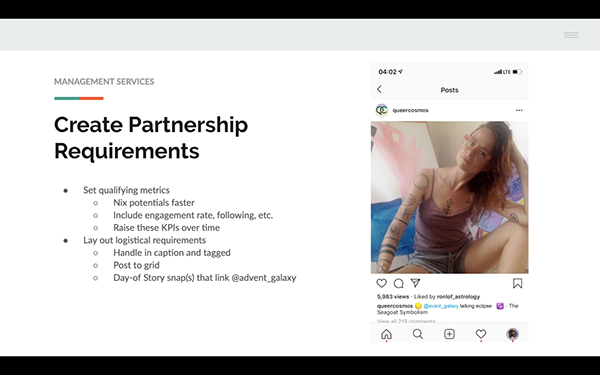 MANAGEMENT SERVICES
Create Partnership
Requirements
● Set qualifying metrics
○ Nix potentials faster
○ Include engagement rate, following, etc.
○ Raise these KPIs over time
● Lay out logistical requirements
○ Handle in caption and tagged
○ Post to grid
○ Day-of Story snap(s) that link @advent_galaxy
04:02 LTE
Posts
queercosmos
5,983 views · Liked by ronlof_astrology
queercosmos @avant_galaxy talking eclipse · The
Seagoat Symbolism
View all 219 comments